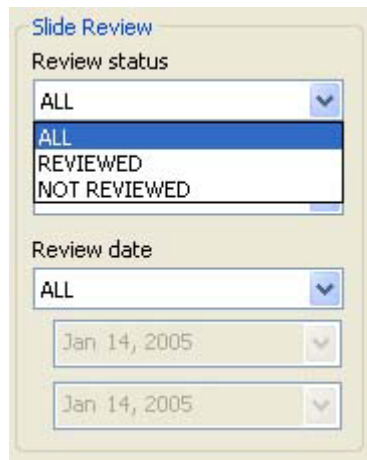 Slide Review
Review status
ALL
ALL
REVIEWED
NOT REVIEWED
Review date
ALL
Jan 14, 2005
Jan 14, 2005